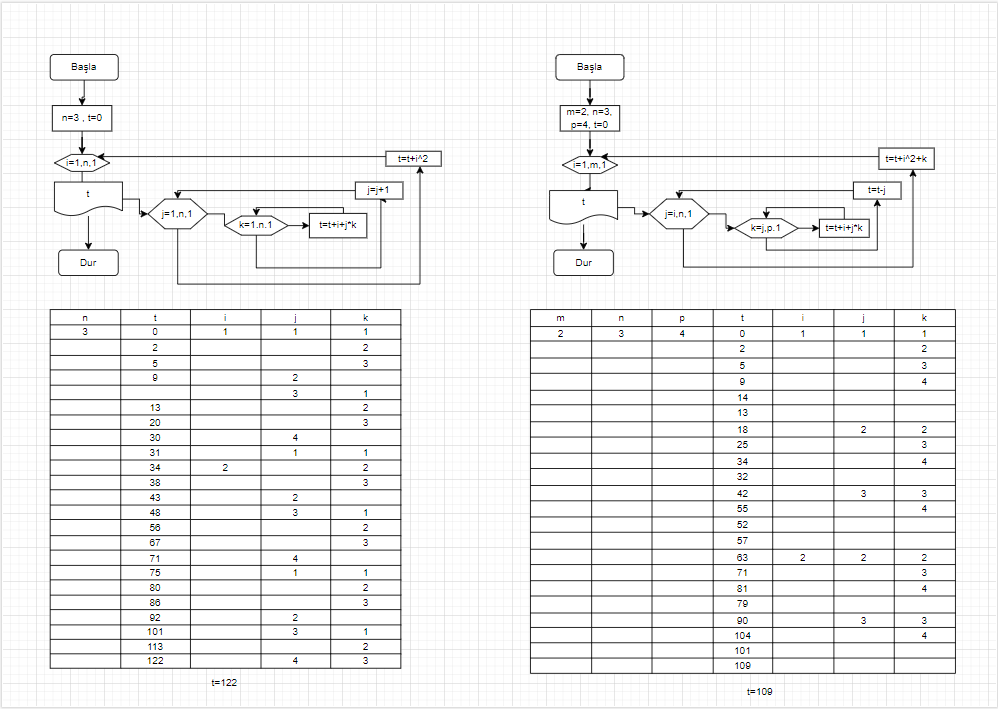 Başla
n=3 , t=0
i=1,n,1
t=t+i^2
t
j=j+1
j=1,n,1
k=1.n.1
t=t+i+j*k
Dur
n t i j k
3 0 1 1 1
2 2
5 3
9 2
3 1
13 2
20 3
30 4
31 1 1
34 2 2
38 3
43 2
48 3 1
56 2
67 3
71 4
75 1 1
80 2
86 3
92 2
101 3 1
113 2
122 4 3
t=122
Başla
m=2, n=3,
p=4, t=0
i=1,m,1
t=t+i^2+k
t
t=t-j
j=i,n,1
k=j,p.1
t=t+i+j*k
Dur
m n p t i j k
2 3 4 0 1 1 1
2 2
5 3
9 4
14
13
18 2 2
25 3
34 4
32
42 3 3
55 4
52
57
63 2 2 2
71 3
81 4
79
90 3 3
104 4
101
109
t=109